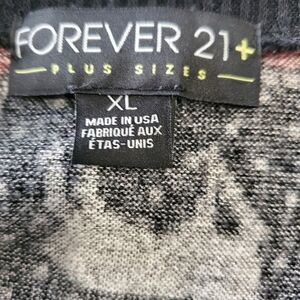 FOREVER 21+
PLUS SIZES
XL
MADE IN USA
FABRIQUÉ AUX
ÉTAS-UNIS